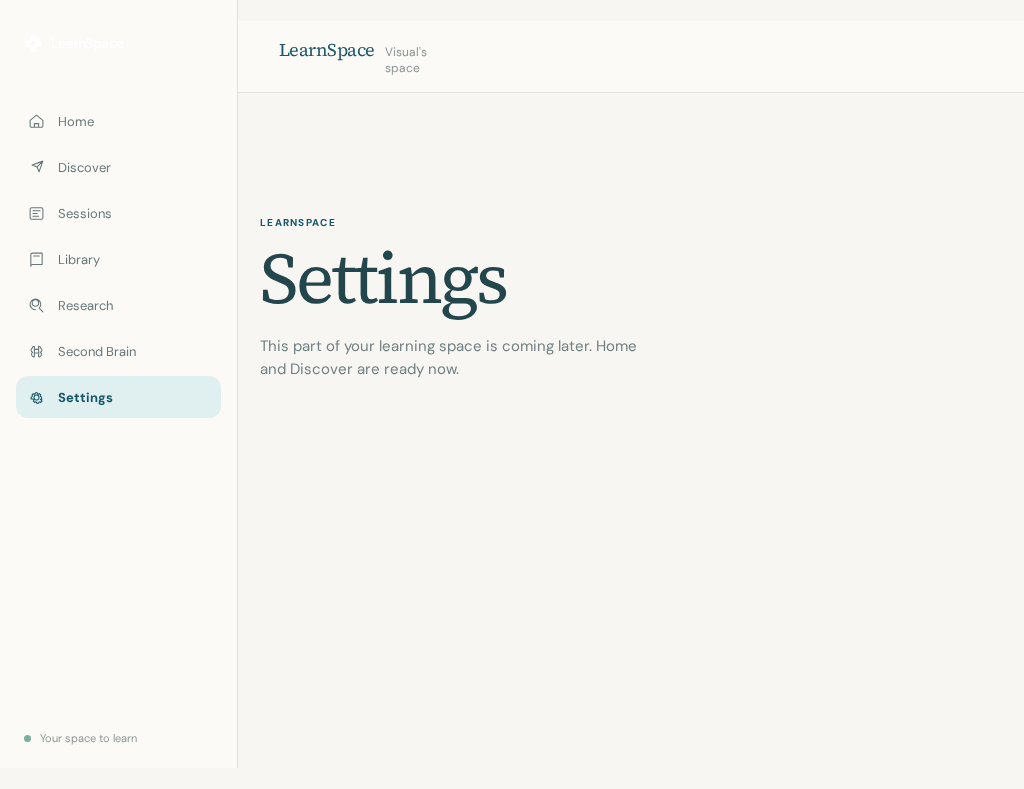 LearnSpace
Home
Discover
Sessions
Library
Research
Second Brain
Settings
Your space to learn
LearnSpace
Visual's
space
LEARNSPACE
Settings
This part of your learning space is coming later. Home
and Discover are ready now.